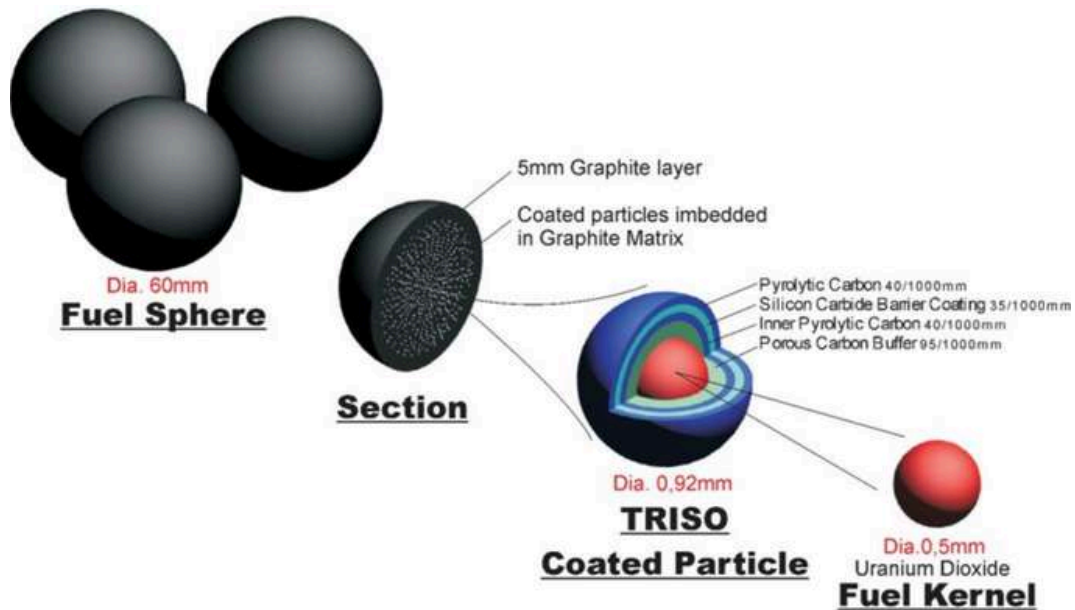 5mm Graphite layer
Coated particles imbedded
in Graphite Matrix
Dia. 60mm
Fuel Sphere
Section
Pyrolytic Carbon 40/1000mm
Silicon Carbide Barrier Coating 35/1000mm
Inner Pyrolytic Carbon 40/1000mm
Porous Carbon Buffer 95/1000mm
Dia. 0,92mm
TRISO
Coated Particle
Dia.0,5mm
Uranium Dioxide
Fuel Kernel